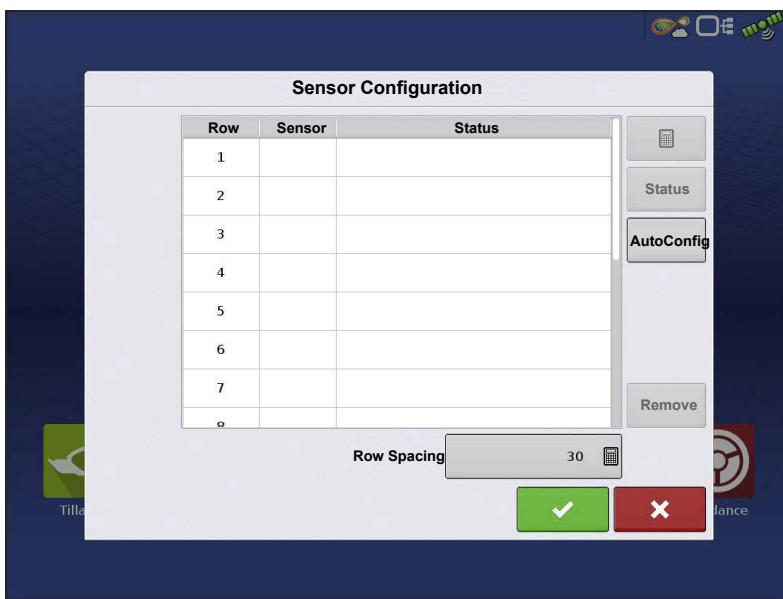 Sensor Configuration
Row Sensor Status
1
2
Status
3
AutoConfig
4
5
6
7
Remove
8
Row Spacing 30
Tilla
dance